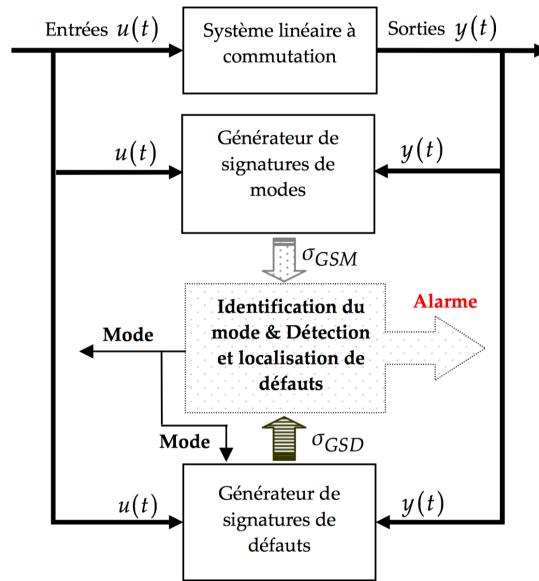 Entrées u(t)
Système linéaire à
commutation
Sorties y(t)
u(t)
Générateur de
signatures de
modes
y(t)
σGSM
Identification du
mode & Détection
et localisation de
défauts
Alarme
Mode
Mode
σGSD
u(t)
Générateur de
signatures de
défauts
y(t)